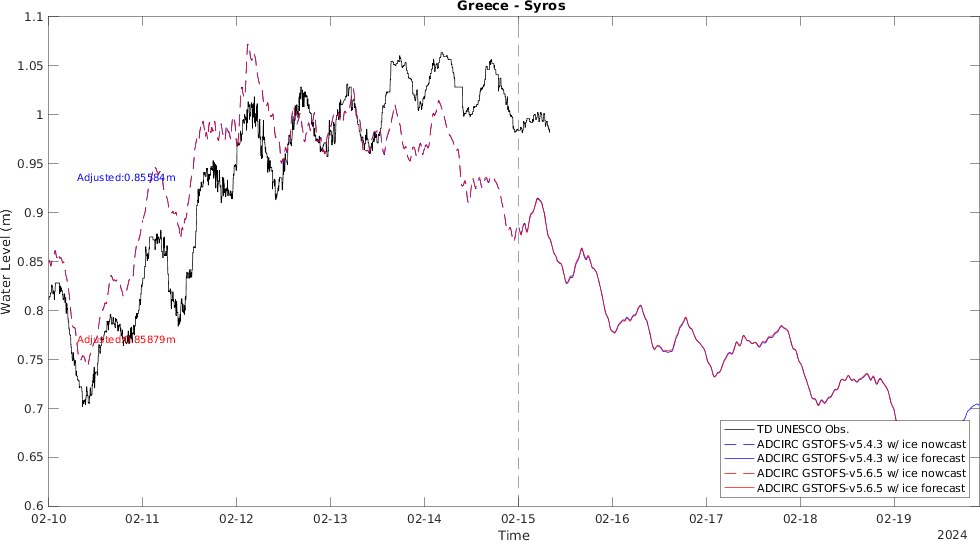 Greece - Syros
1.1
1.05
1
0.95
0.9
0.85
0.8
0.75
0.7
0.65
0.6
Water Level (m)
Adjusted:0.85584m
Adjusted:0.85879m
TD UNESCO Obs.
ADCIRC GSTOFS-v5.4.3 w/ ice nowcast
ADCIRC GSTOFS-v5.4.3 w/ ice forecast
ADCIRC GSTOFS-v5.6.5 w/ ice nowcast
ADCIRC GSTOFS-v5.6.5 w/ ice forecast
02-10 02-11 02-12 02-13 02-14 02-15 02-16 02-17 02-18 02-19
Time
2024